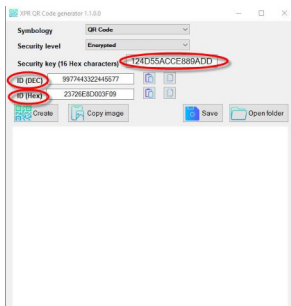 XPR QR Code generator 1.1.0.0
Symbology QR Code
Security level Encrypted
Security key (16 Hex characters) 124D55ACCE889ADD
ID (DEC) 9977443322445577
ID (Hex) 23726E8D003F09
Create Copy image Save Open folder